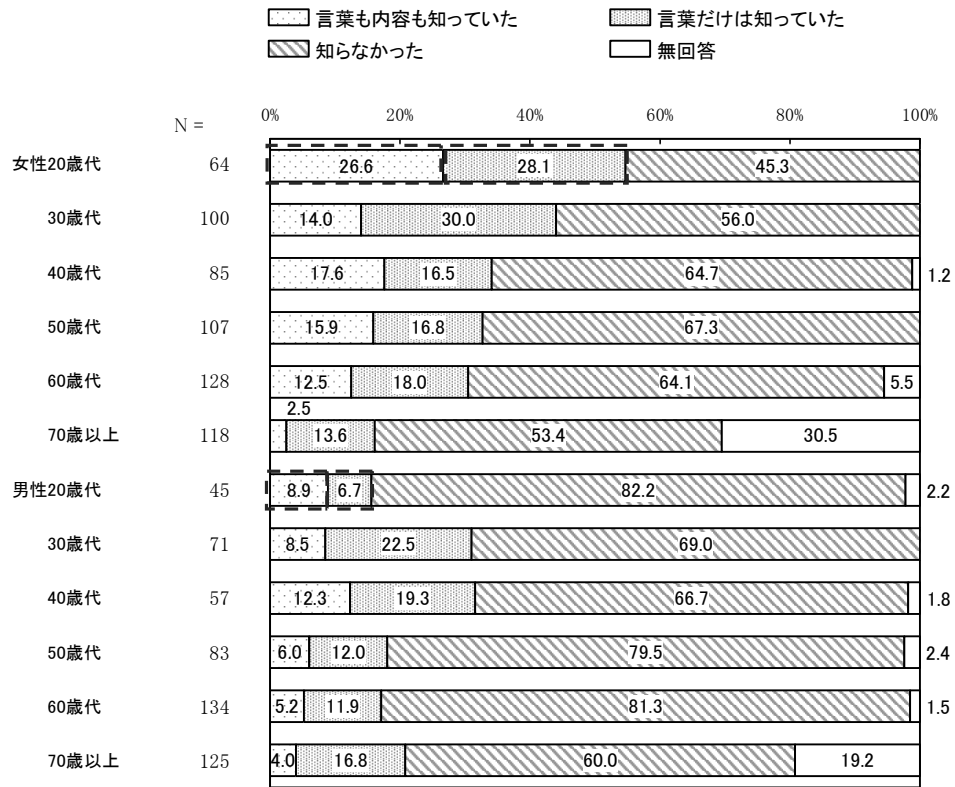 言葉も内容も知っていた 言葉だけは知っていた
知らなかった 無回答
N = 0% 20% 40% 60% 80% 100%
女性20歳代 64 26.6 28.1 45.3
30歳代 100 14.0 30.0 56.0
40歳代 85 17.6 16.5 64.7 1.2
50歳代 107 15.9 16.8 67.3
60歳代 128 12.5 18.0 64.1 5.5
70歳以上 118 2.5 13.6 53.4 30.5
男性20歳代 45 8.9 6.7 82.2 2.2
30歳代 71 8.5 22.5 69.0
40歳代 57 12.3 19.3 66.7 1.8
50歳代 83 6.0 12.0 79.5 2.4
60歳代 134 5.2 11.9 81.3 1.5
70歳以上 125 4.0 16.8 60.0 19.2